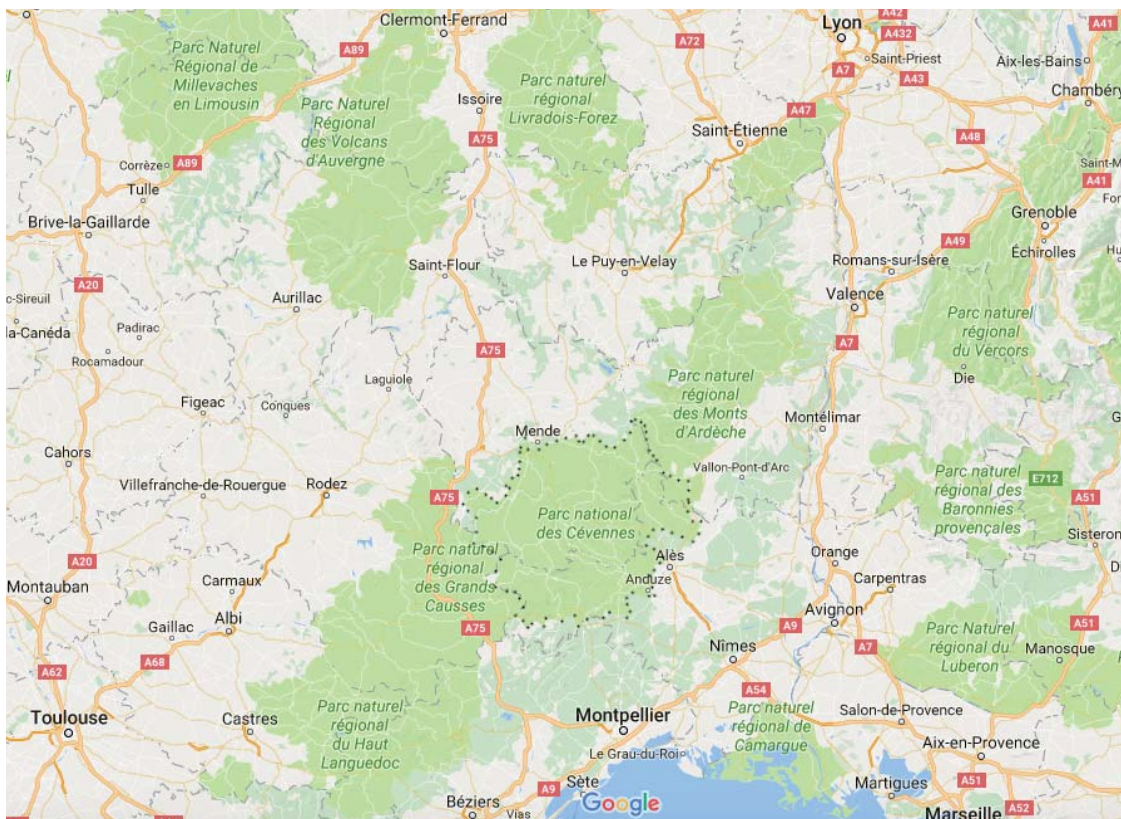 Clermont-Ferrand
Lyon
A42
A432
A41
Parc Naturel
Régional de
Millevaches
en Limousin
A89
A72
Saint-Priest
Aix-les-Bains
A7
A43
Chambéry
Parc Naturel
Régional
des Volcans
d'Auvergne
Issoire
Parc naturel
régional
Livradois-Forez
A47
A75
Saint-Étienne
A48
Corrèze
A89
Tulle
A41
Brive-la-Gaillarde
Grenoble
Échirolles
A49
Saint-Flour
Le Puy-en-Velay
Romans-sur-Isère
A20
Aurillac
Valence
c-Sireuil
la-Canéda
Padirac
Rocamadour
A75
A7
Parc naturel
régional
du Vercors
Laguiole
Die
Parc naturel
régional
des Monts
d'Ardèche
Figeac
Conques
Montélimar
Mende
Cahors
Vallon-Pont-d'Arc
Villefranche-de-Rouergue
Rodez
A75
Parc national
des Cévennes
Parc naturel
régional des
Baronnies
provençales
E712
A51
Sisteron
A20
Parc naturel
régional
des Grands
Causses
Alès
Anduze
Orange
Carpentras
Montauban
Carmaux
Albi
Gaillac
A75
Avignon
A9
A7
A51
Nîmes
Parc Naturel
régional du
Luberon
Manosque
A68
A62
A54
Toulouse
Castres
Parc naturel
régional
du Haut
Languedoc
Montpellier
Parc naturel
régional de
Camargue
Salon-de-Provence
Le Grau-du-Roi
Aix-en-Provence
Sète
A9
Béziers
Vias
Google
Martigues
A51
Marseille
A52